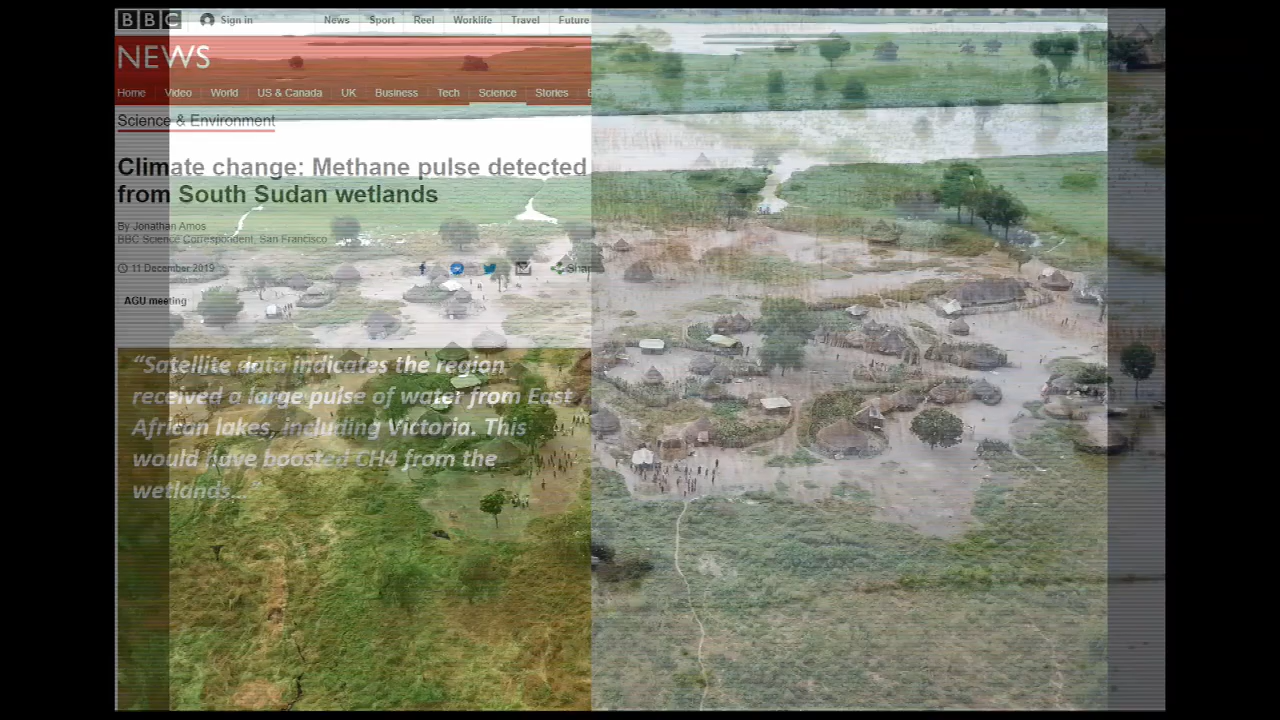 BBC Sign in News Sport Reel Worklife Travel Future
NEWS
Home Video World US & Canada UK Business Tech Science Stories
Science & Environment
Climate change: Methane pulse detected
from South Sudan wetlands
By Jonathan Amos
BBC Science Correspondent, San Francisco
11 December 2019 Shar
AGU meeting
“Satellite data indicates the region
received a large pulse of water from East
African lakes, including Victoria. This
would have boosted CH4 from the
wetlands...”